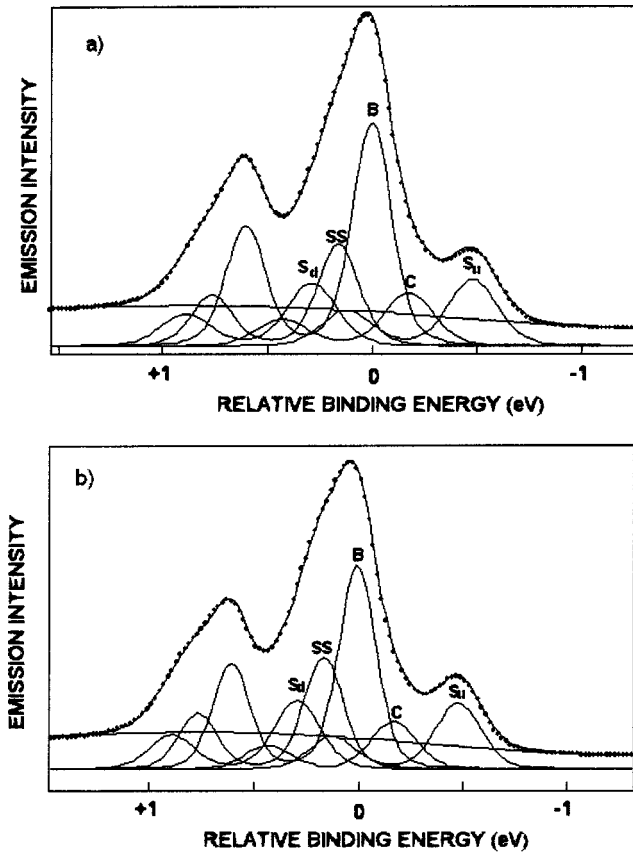 a)
EMISSION INTENSITY
B
SS
Sd
C
Su
+1 0 -1
RELATIVE BINDING ENERGY (eV)
b)
EMISSION INTENSITY
B
SS
Sd
C
Su
+1 0 -1
RELATIVE BINDING ENERGY (eV)